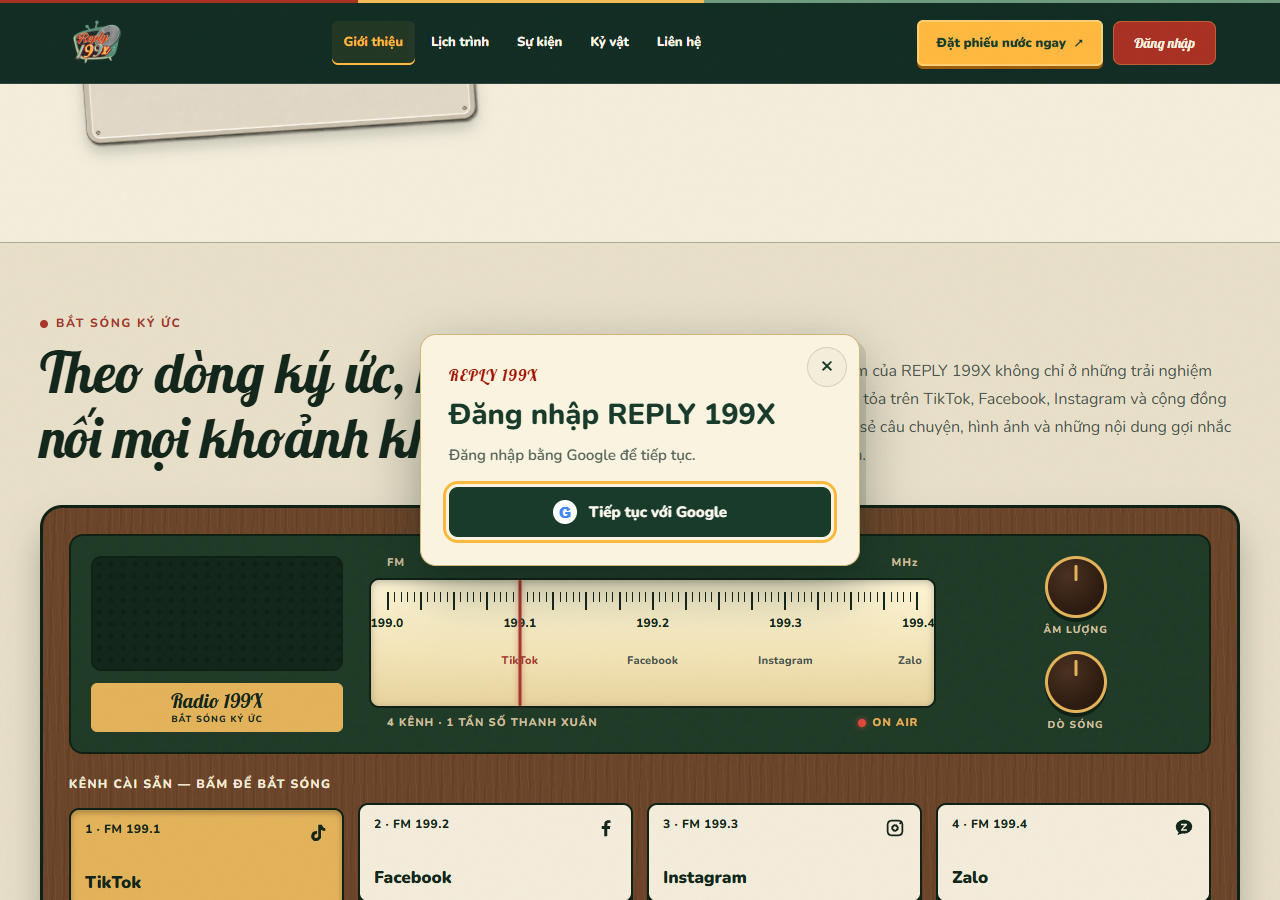 Reply 199x
Giới thiệu
Lịch trình
Sự kiện
Kỷ vật
Liên hệ
Đặt phiếu nước ngay ↗
Đăng nhập
BẮT SÓNG KÝ ỨC
Theo dòng ký ức,
nối mọi khoảnh
của REPLY 199X không chỉ ở những trải nghiệm
tỏa trên TikTok, Facebook, Instagram và cộng đồng
sẻ câu chuyện, hình ảnh và những nội dung gợi nhắc
REPLY 199X
×
Đăng nhập REPLY 199X
Đăng nhập bằng Google để tiếp tục.
G Tiếp tục với Google
FM
MHz
199.0 199.1 199.2 199.3 199.4
TikTok Facebook Instagram Zalo
4 KÊNH · 1 TẦN SỐ THANH XUÂN
ON AIR
Radio 199X
BẮT SÓNG KÝ ỨC
ÂM LƯỢNG
DÒ SÓNG
KÊNH CÀI SẴN — BẤM ĐỂ BẮT SÓNG
1 · FM 199.1
TikTok
2 · FM 199.2
Facebook
3 · FM 199.3
Instagram
4 · FM 199.4
Z
Zalo